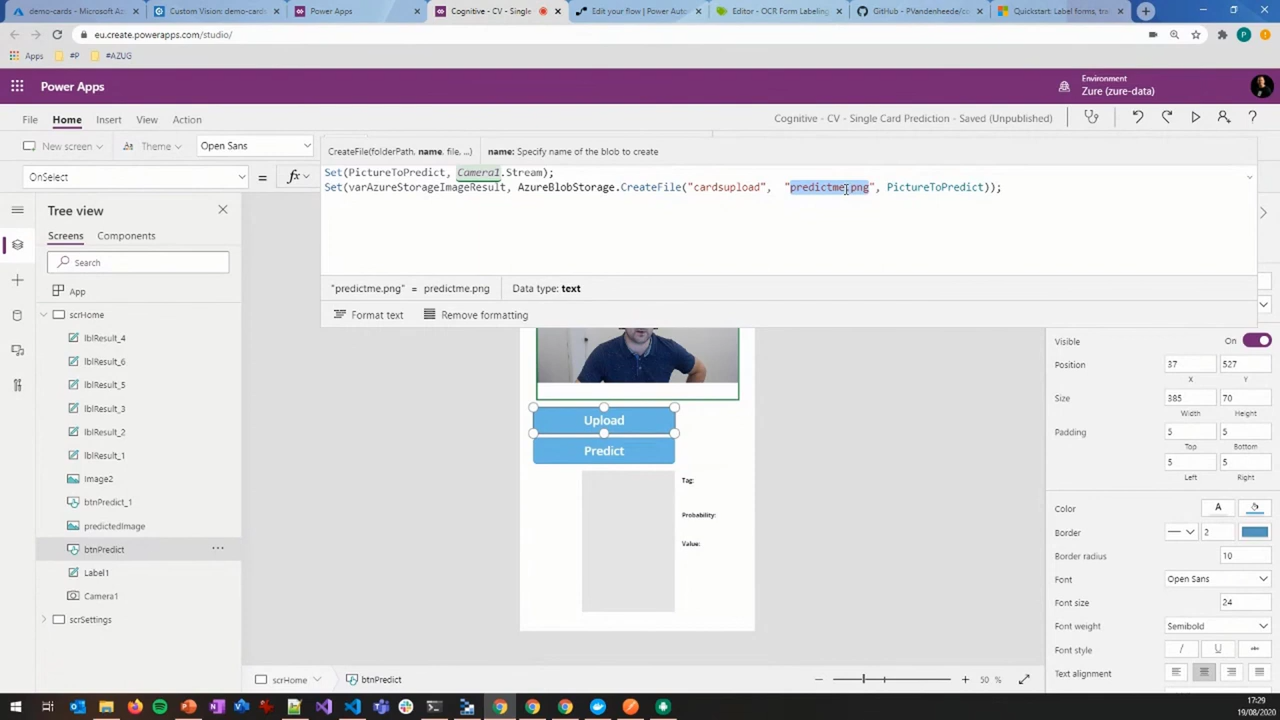 demo-cards - Microsoft Az
Custom Vision: demo-cards
Power Apps
Cognitive - CV - Single
Edit your flow | Power Autom
Editor - OCR Form Labeling
GitHub - PVandenheede/ce
Quickstart: Label forms, trai
eu.create.powerapps.com/studio/
P
Apps
#P
#AZUG
Power Apps
Environment
Zure (zure-data)
File
Home
Insert
View
Action
Cognitive - CV - Single Card Prediction - Saved (Unpublished)
New screen
Theme
Open Sans
CreateFile(folderPath, name, file, ...)
name: Specify name of the blob to create
OnSelect
=
fx
Set(PictureToPredict, Camera1.Stream);
Set(varAzureStorageImageResult, AzureBlobStorage.CreateFile("cardsupload", "predictme.png", PictureToPredict));
"predictme.png" = predictme.png
Data type: text
Format text
Remove formatting
Tree view
Screens
Components
Search
App
scrHome
lblResult_4
lblResult_6
lblResult_5
lblResult_3
lblResult_2
lblResult_1
Image2
btnPredict_1
predictedImage
btnPredict
Label1
Camera1
scrSettings
Upload
Predict
Tag:
Probability:
Value:
Visible
On
Position
37
527
X
Y
Size
385
70
Width
Height
Padding
5
5
Top
Bottom
5
5
Left
Right
Color
A
Border
2
Border radius
10
Font
Open Sans
Font size
24
Font weight
Semibold
Font style
Text alignment
scrHome
btnPredict
50 %
17:29
19/08/2020